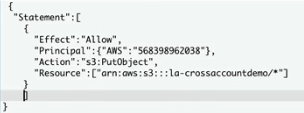 {
"Statement":[
{
"Effect":"Allow",
"Principal":{"AWS":"568398962038"},
"Action":"s3:PutObject",
"Resource":["arn:aws:s3:::la-crossaccountdemo/*"]
}
]
}